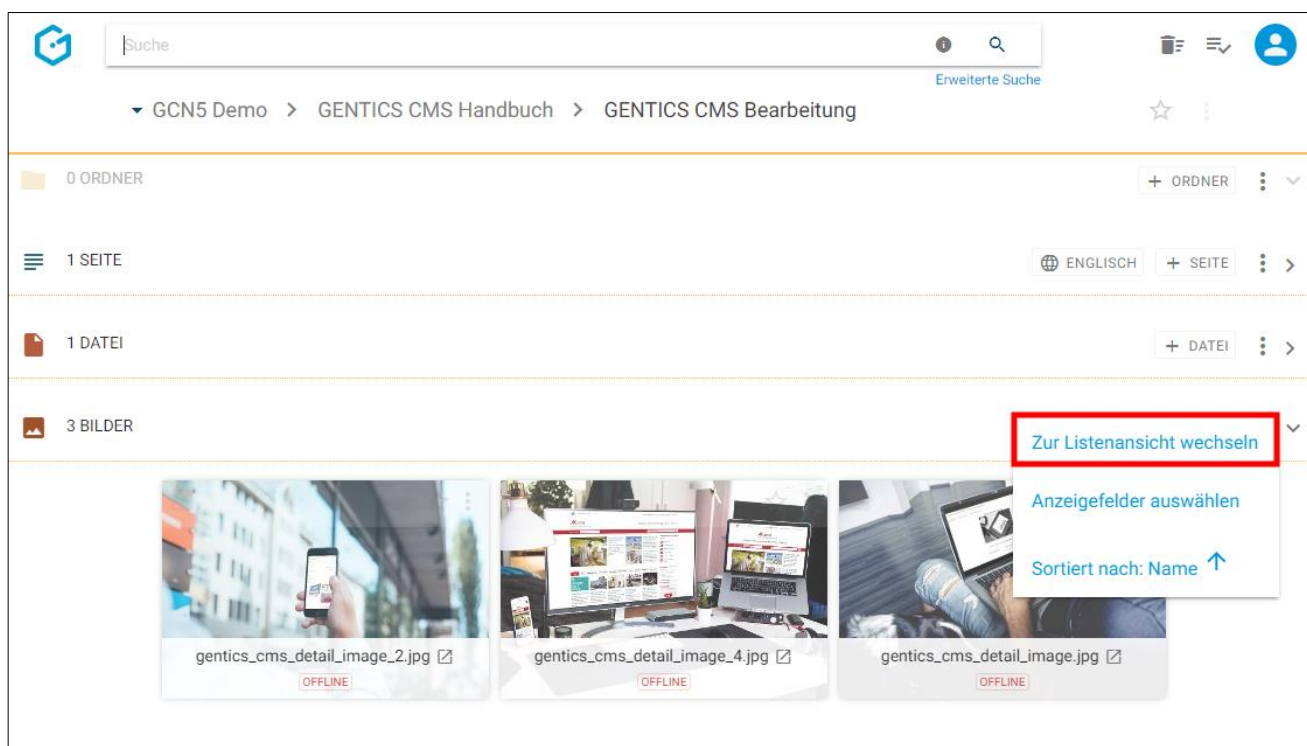 Suche
Erweiterte Suche
GCN5 Demo > GENTICS CMS Handbuch > GENTICS CMS Bearbeitung
0 ORDNER
+ ORDNER
1 SEITE
ENGLISCH
+ SEITE
1 DATEI
+ DATEI
3 BILDER
Zur Listenansicht wechseln
Anzeigefelder auswählen
Sortiert nach: Name
gentics_cms_detail_image_2.jpg
OFFLINE
gentics_cms_detail_image_4.jpg
OFFLINE
gentics_cms_detail_image.jpg
OFFLINE